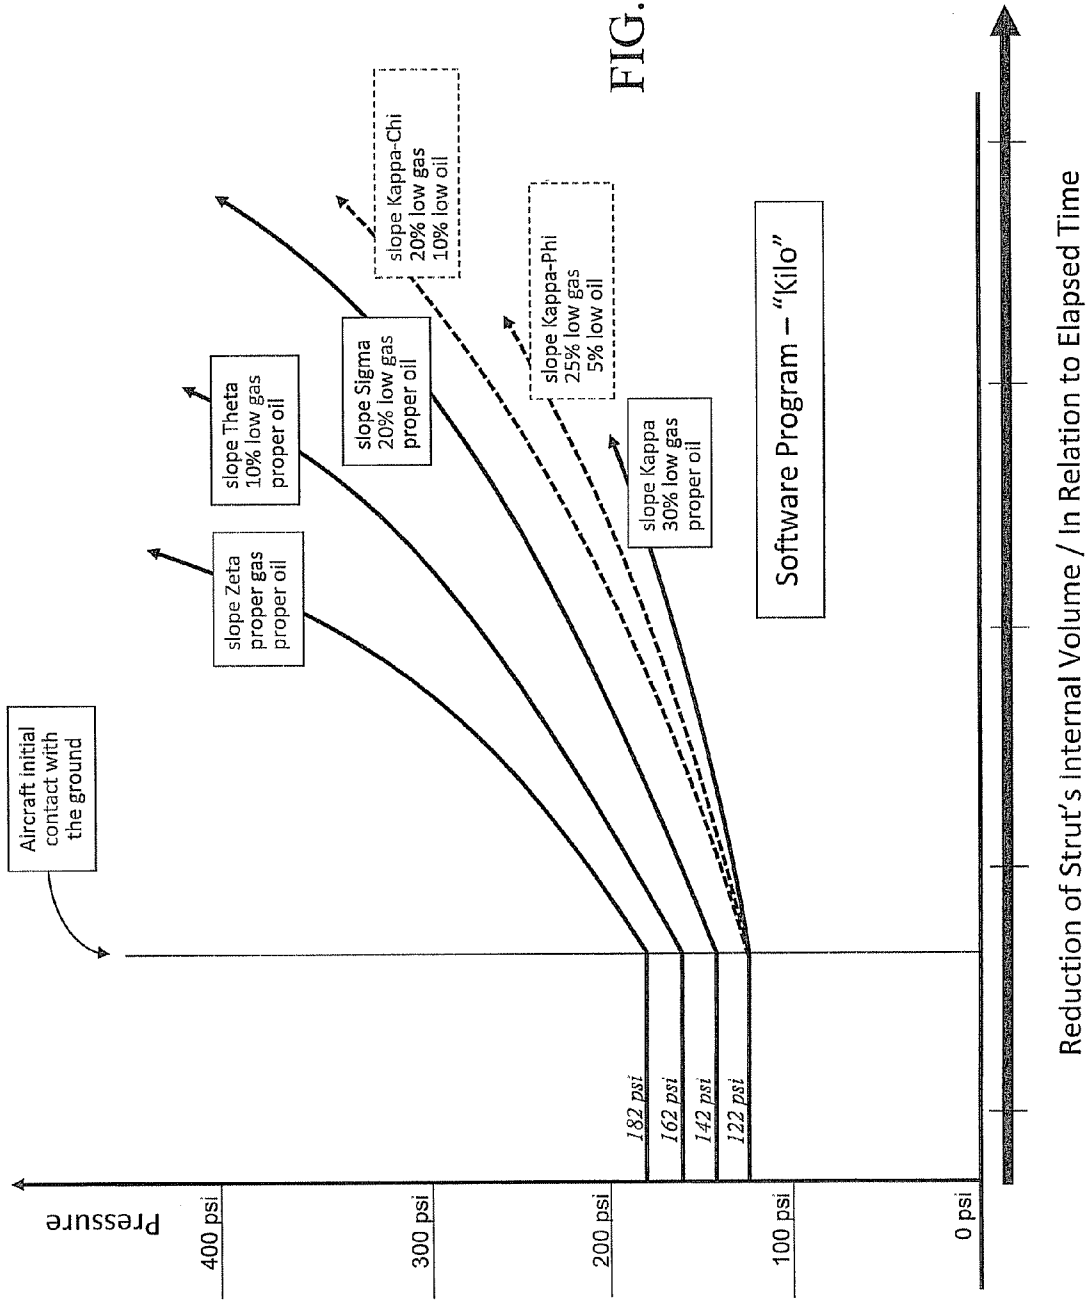 Pressure
400 psi
300 psi
200 psi
100 psi
0 psi
182 psi
162 psi
142 psi
122 psi
Aircraft initial
contact with
the ground
slope Zeta
proper gas
proper oil
slope Theta
10% low gas
proper oil
slope Sigma
20% low gas
proper oil
slope Kappa-Chi
20% low gas
10% low oil
slope Kappa-Phi
25% low gas
5% low oil
slope Kappa
30% low gas
proper oil
Software Program – “Kilo”
FIG.
Reduction of Strut’s Internal Volume / In Relation to Elapsed Time